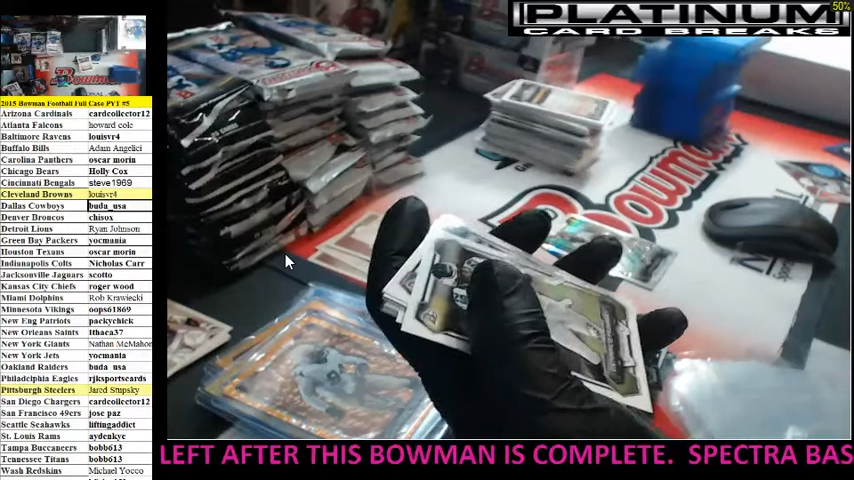 50%
PLATINUM
CARD BREAKS
2015 Bowman Football Full Case PYT #5
Arizona Cardinals cardcollector12
Atlanta Falcons howard cole
Baltimore Ravens louisvr4
Buffalo Bills Adam Angelici
Carolina Panthers oscar morin
Chicago Bears Holly Cox
Cincinnati Bengals steve1969
Cleveland Browns louisvr4
Dallas Cowboys buda_usa
Denver Broncos chisox
Detroit Lions Ryan Johnson
Green Bay Packers yocmania
Houston Texans oscar morin
Indianapolis Colts Nicholas Carr
Jacksonville Jaguars scotto
Kansas City Chiefs roger wood
Miami Dolphins Rob Krawiecki
Minnesota Vikings oops61869
New Eng Patriots packychick
New Orleans Saints Ithaca37
New York Giants Nathan McMahon
New York Jets yocmania
Oakland Raiders buda_usa
Philadelphia Eagles rjksportscards
Pittsburgh Steelers Jared Stupsky
San Diego Chargers cardcollector12
San Francisco 49ers jose paz
Seattle Seahawks liftingaddict
St. Louis Rams aydenkye
Tampa Buccaneers bobb613
Tennessee Titans bobb613
Wash Redskins Michael Yocco
Bowman
LEFT AFTER THIS BOWMAN IS COMPLETE. SPECTRA BAS